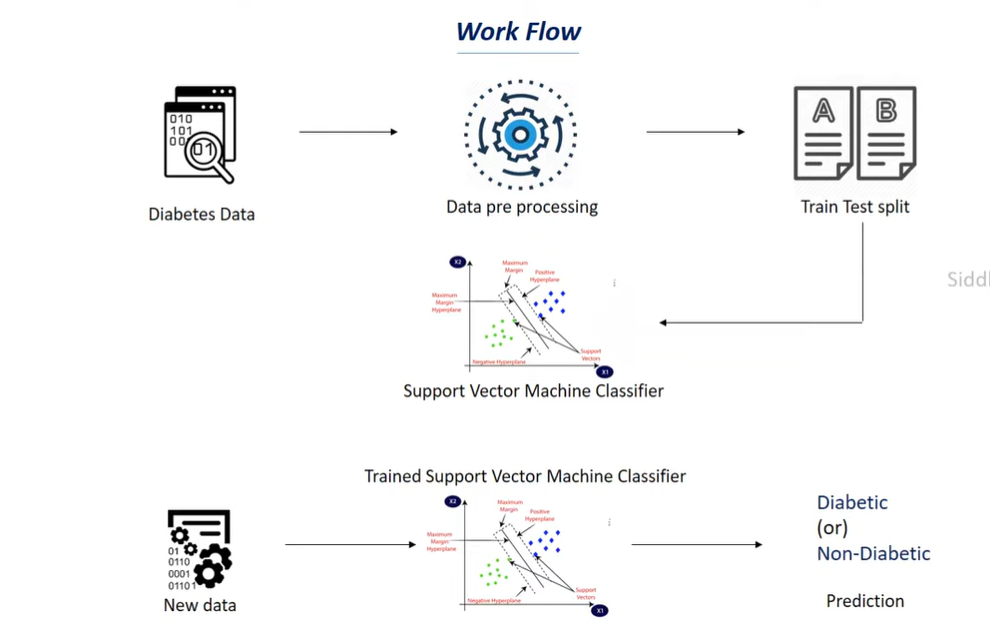 Work Flow
010
101
00
01
A
B
Diabetes Data
Data pre processing
Train Test split
Siddl
X2
Maximum
Margin
Positive
Hyperplane
Maximum
Margin
Hyperplane
Support
Vectors
Negative Hyperplane
X1
Support Vector Machine Classifier
Trained Support Vector Machine Classifier
X2
Maximum
Margin
Positive
Hyperplane
Maximum
Margin
Hyperplane
Support
Vectors
Negative Hyperplane
X1
01
0110
0001
01101
New data
Diabetic
(or)
Non-Diabetic
Prediction